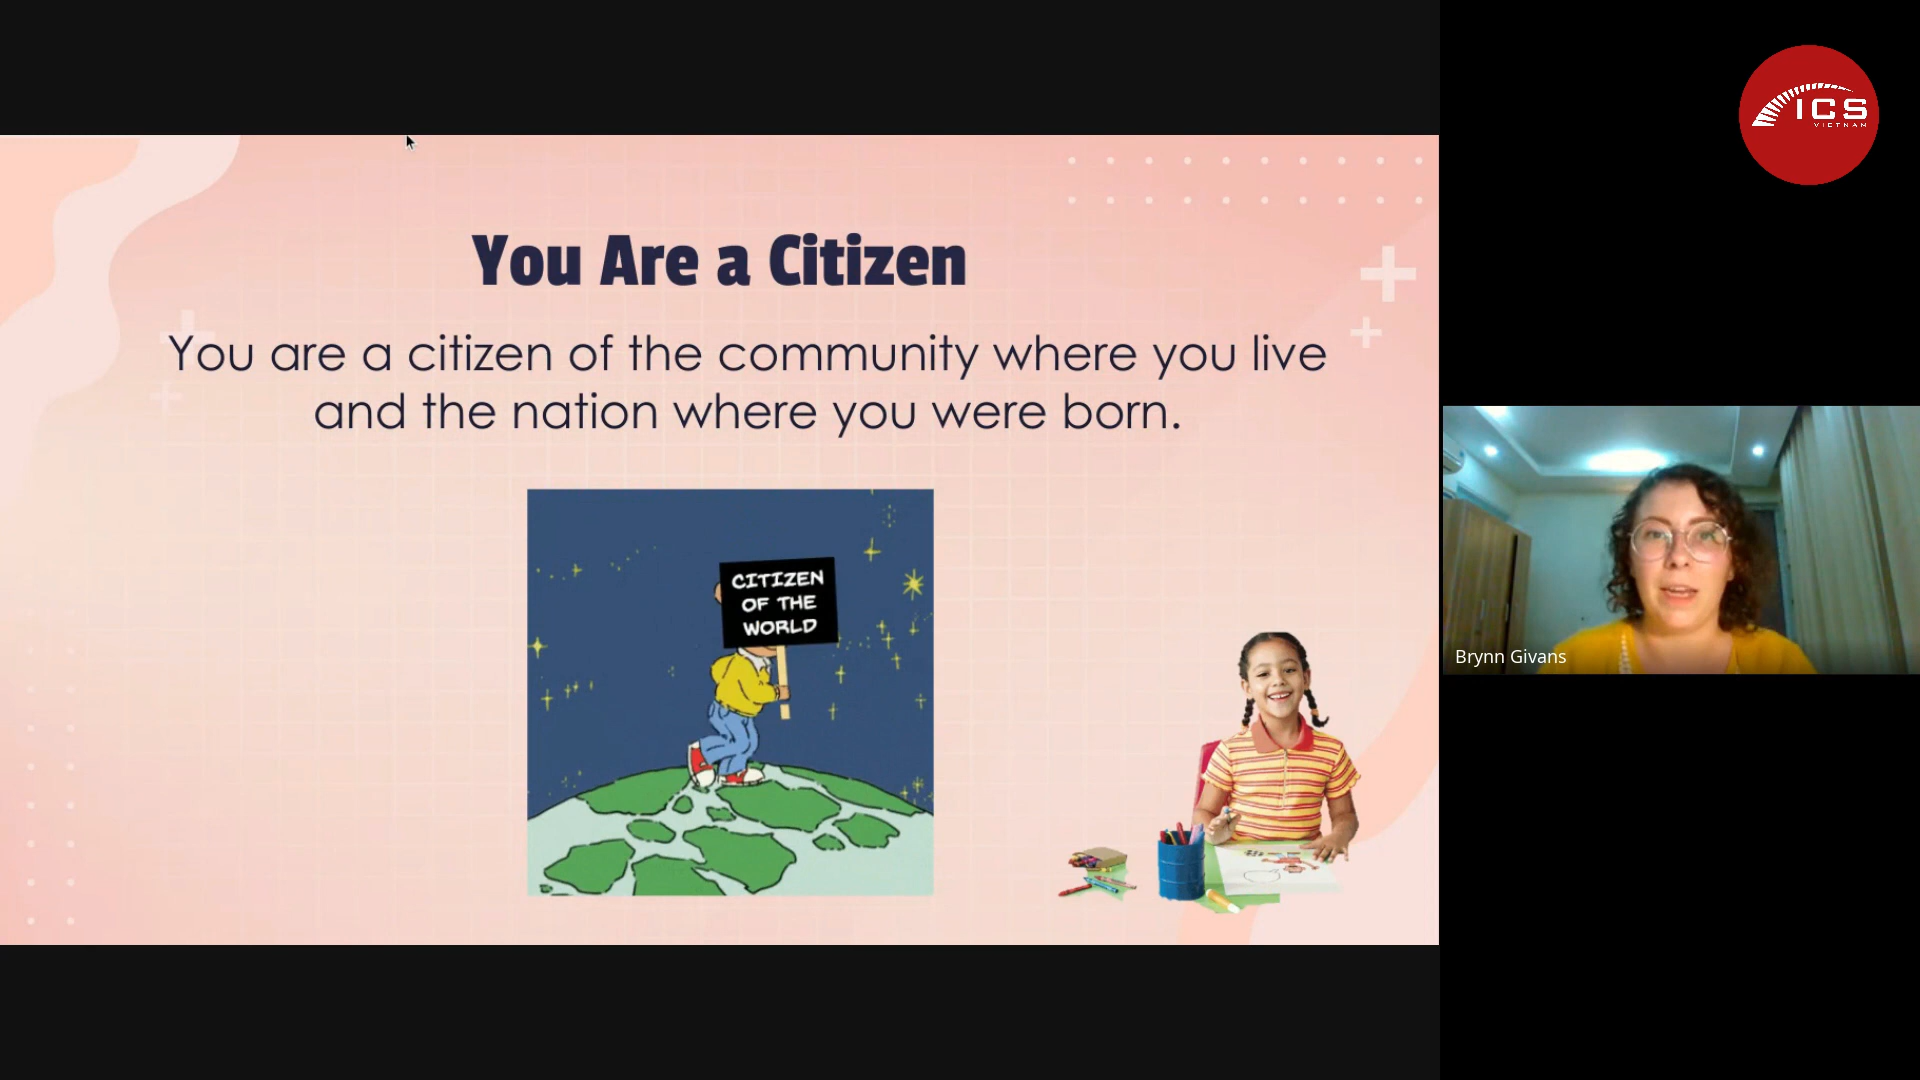 You Are a Citizen
You are a citizen of the community where you live
and the nation where you were born.
CITIZEN
OF THE
WORLD
ICS
VIETNAM
Brynn Givans